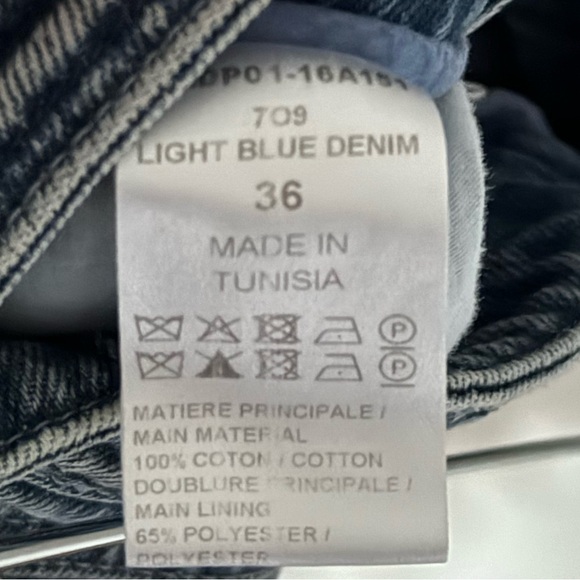 709
LIGHT BLUE DENIM
36
MADE IN
TUNISIA
P
P
MATIERE PRINCIPALE /
MAIN MATERIAL
100% COTON / COTTON
DOUBLURE PRINCIPALE /
MAIN LINING
65% POLYESTER /
POLYESTER